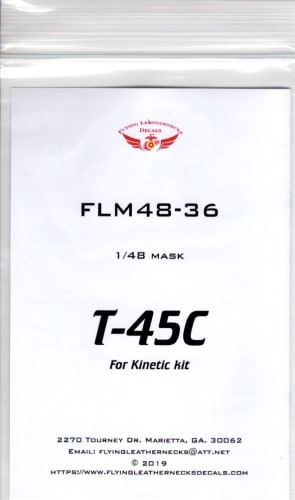 Flying Leathernecks
Decals
FLM48-36
1/48 MASK
T-45C
For Kinetic kit
2270 Tourney Dr. Marietta, GA. 30062
Email: flyingleathernecks@att.net
© 2019
https://www.flyingleathernecksdecals.com